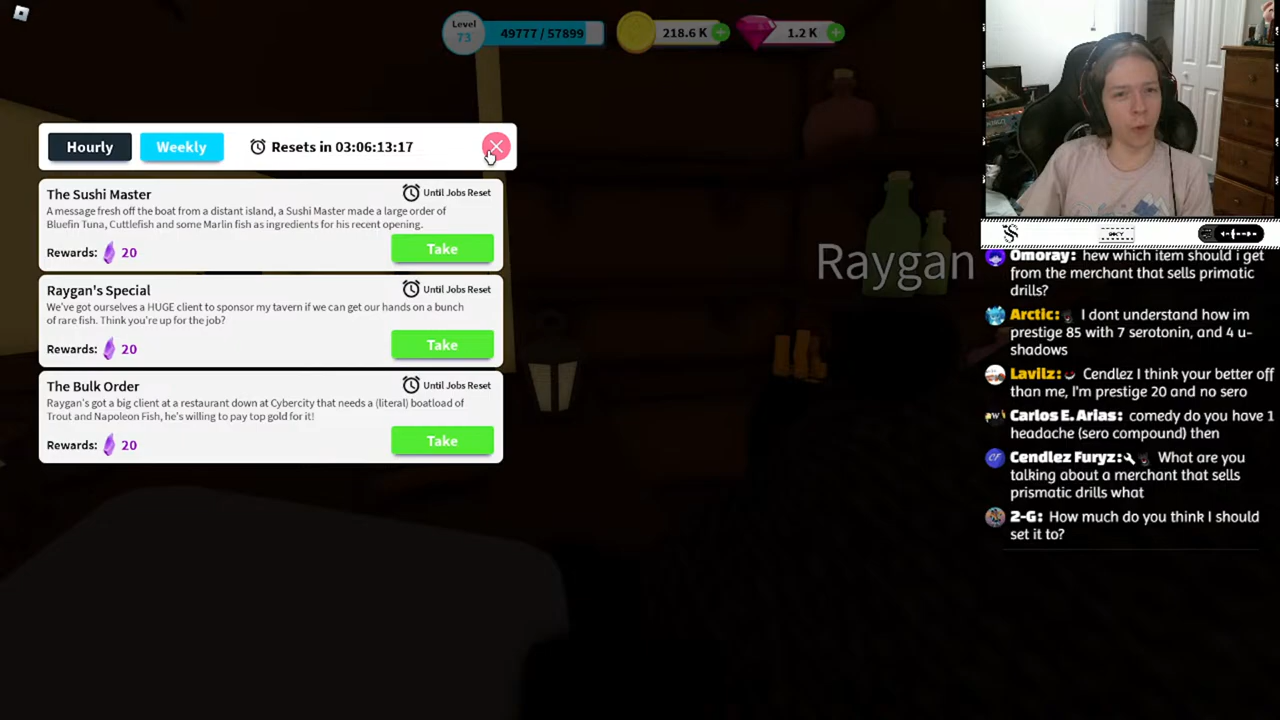 Level
73
49777 / 57899
218.6 K
1.2 K
Hourly
Weekly
Resets in 03:06:13:17
The Sushi Master
Until Jobs Reset
A message fresh off the boat from a distant island, a Sushi Master made a large order of
Bluefin Tuna, Cuttlefish and some Marlin fish as ingredients for his recent opening.
Rewards: 20
Take
Raygan's Special
Until Jobs Reset
We've got ourselves a HUGE client to sponsor my tavern if we can get our hands on a bunch
of rare fish. Think you're up for the job?
Rewards: 20
Take
The Bulk Order
Until Jobs Reset
Raygan's got a big client at a restaurant down at Cybercity that needs a (literal) boatload of
Trout and Napoleon Fish, he's willing to pay top gold for it!
Rewards: 20
Take
Raygan
Omoray: hew which item should i get
from the merchant that sells primatic
drills?
Arctic: I dont understand how im
prestige 85 with 7 serotonin, and 4 u-
shadows
Lavilz: Cendlez I think your better off
than me, I'm prestige 20 and no sero
Carlos E. Arias: comedy do you have 1
headache (sero compound) then
Cendlez Furyz: What are you
talking about a merchant that sells
prismatic drills what
2-G: How much do you think I should
set it to?